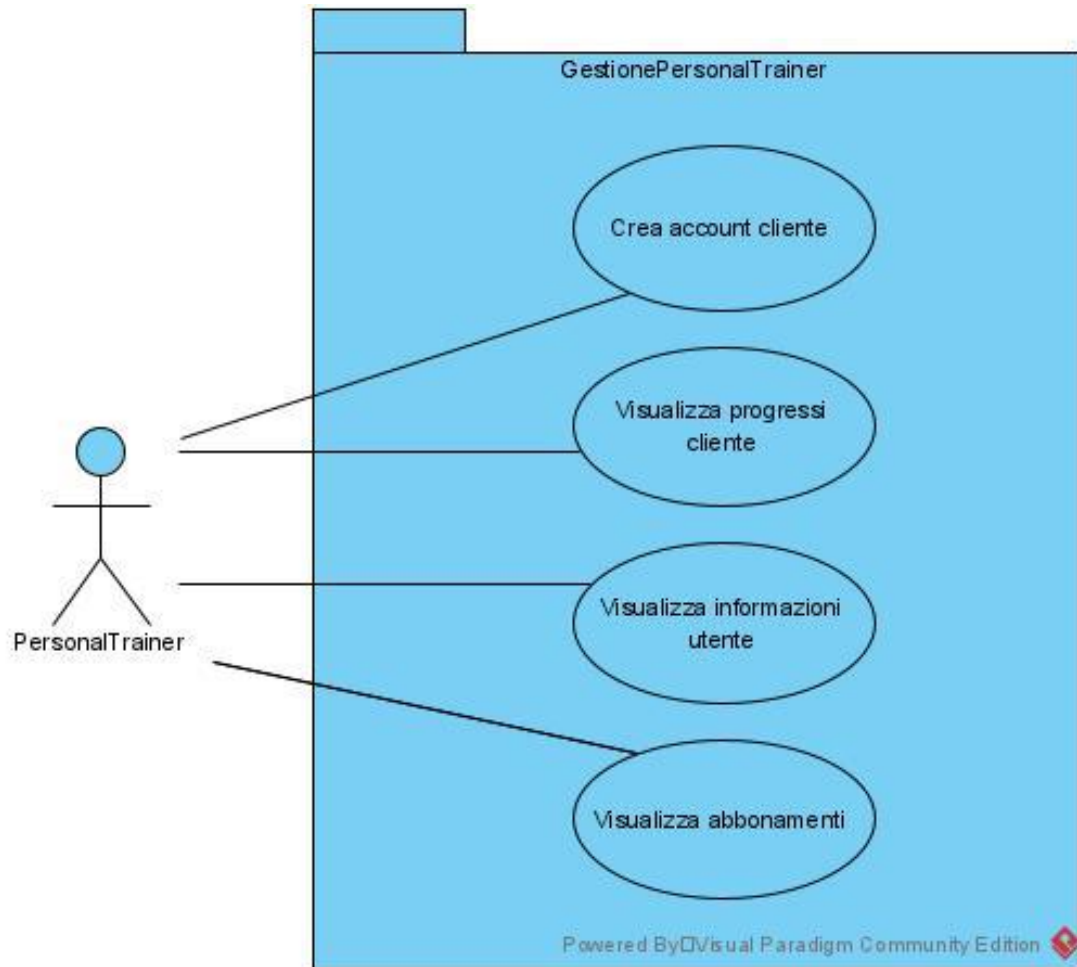 GestionePersonalTrainer
Crea account cliente
Visualizza progressi
cliente
Visualizza informazioni
utente
PersonalTrainer
Visualizza abbonamenti
Powered By□Visual Paradigm Community Edition